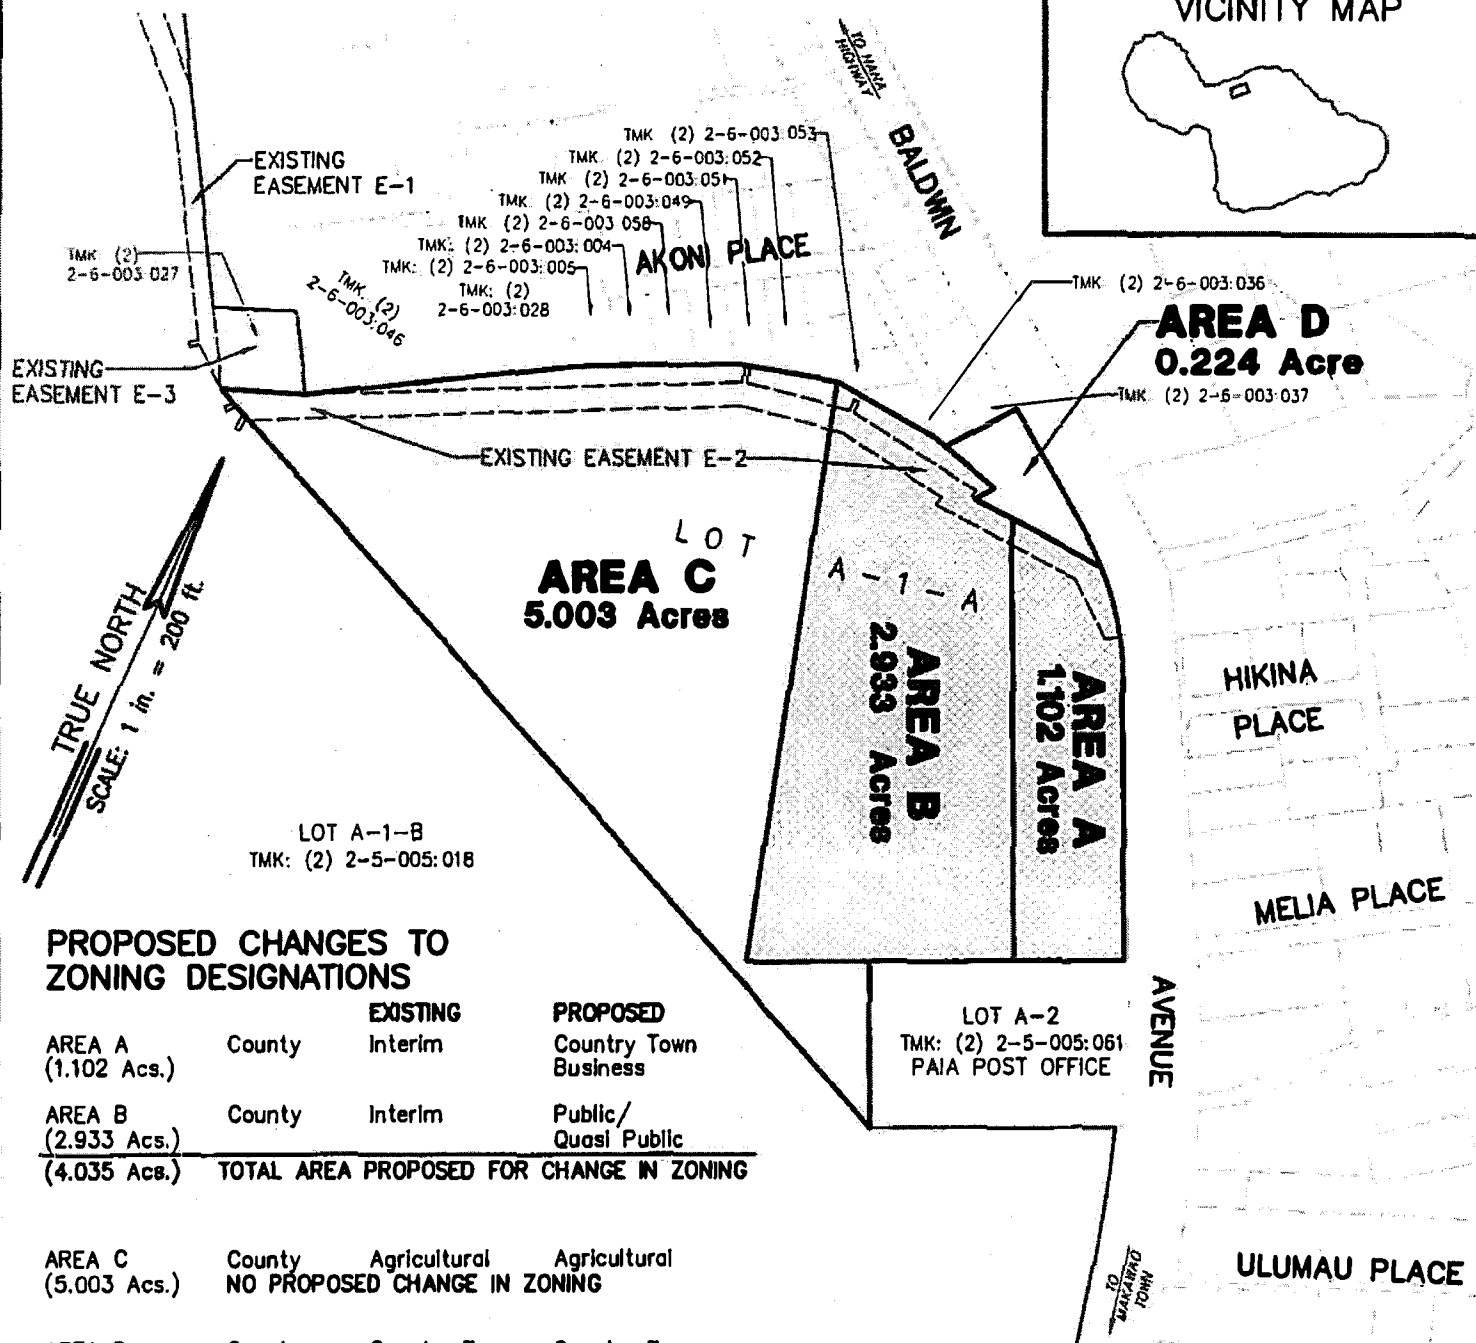 VICINITY MAP
TO HANA
HIGHWAY
BALDWIN
TMK (2) 2-6-003:053
TMK (2) 2-6-003:052
TMK (2) 2-6-003:051
TMK (2) 2-6-003:049
TMK (2) 2-6-003 050
TMK: (2) 2-6-003:004
TMK: (2) 2-6-003:005
TMK: (2)
2-6-003:028
TMK. (2)
2-6-003:046
AKONI PLACE
EXISTING
EASEMENT E-1
TMK (2)
2-6-003:027
EXISTING
EASEMENT E-3
TMK (2) 2-6-003:036
AREA D
0.224 Acre
TMK (2) 2-6-003:037
EXISTING EASEMENT E-2
LOT
A-1-A
AREA C
5.003 Acres
AREA B
2.933 Acres
AREA A
1.102 Acres
TRUE NORTH
SCALE: 1 in. = 200 ft.
HIKINA
PLACE
MELIA PLACE
LOT A-1-B
TMK: (2) 2-5-005:018
LOT A-2
TMK: (2) 2-5-005:061
PAIA POST OFFICE
AVENUE
ULUMAU PLACE
TO
MAKAWAO
TOWN
PROPOSED CHANGES TO
ZONING DESIGNATIONS
EXISTING PROPOSED
AREA A County Interim Country Town
(1.102 Acs.) Business
AREA B County Interim Public/
(2.933 Acs.) Quasi Public
(4.035 Acs.) TOTAL AREA PROPOSED FOR CHANGE IN ZONING
AREA C County Agricultural Agricultural
(5.003 Acs.) NO PROPOSED CHANGE IN ZONING